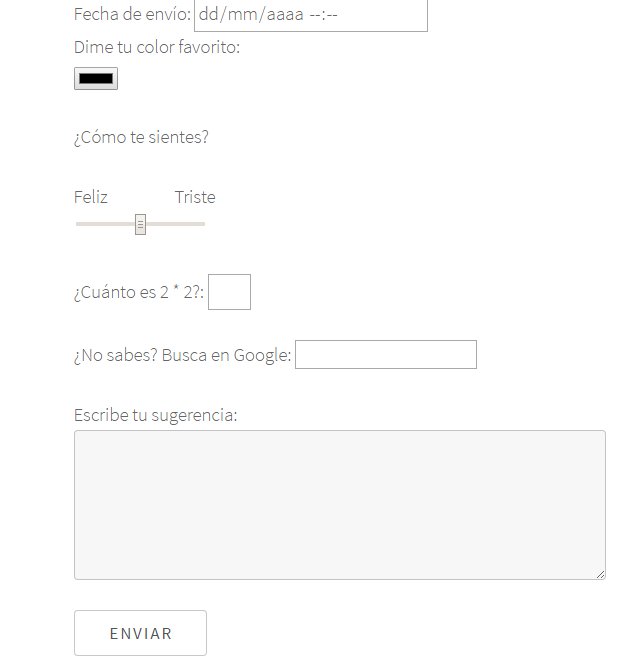 Fecha de envío: dd/mm/aaaa --:--
Dime tu color favorito:
¿Cómo te sientes?
Feliz Triste
¿Cuánto es 2 * 2?:
¿No sabes? Busca en Google:
Escribe tu sugerencia:
ENVIAR